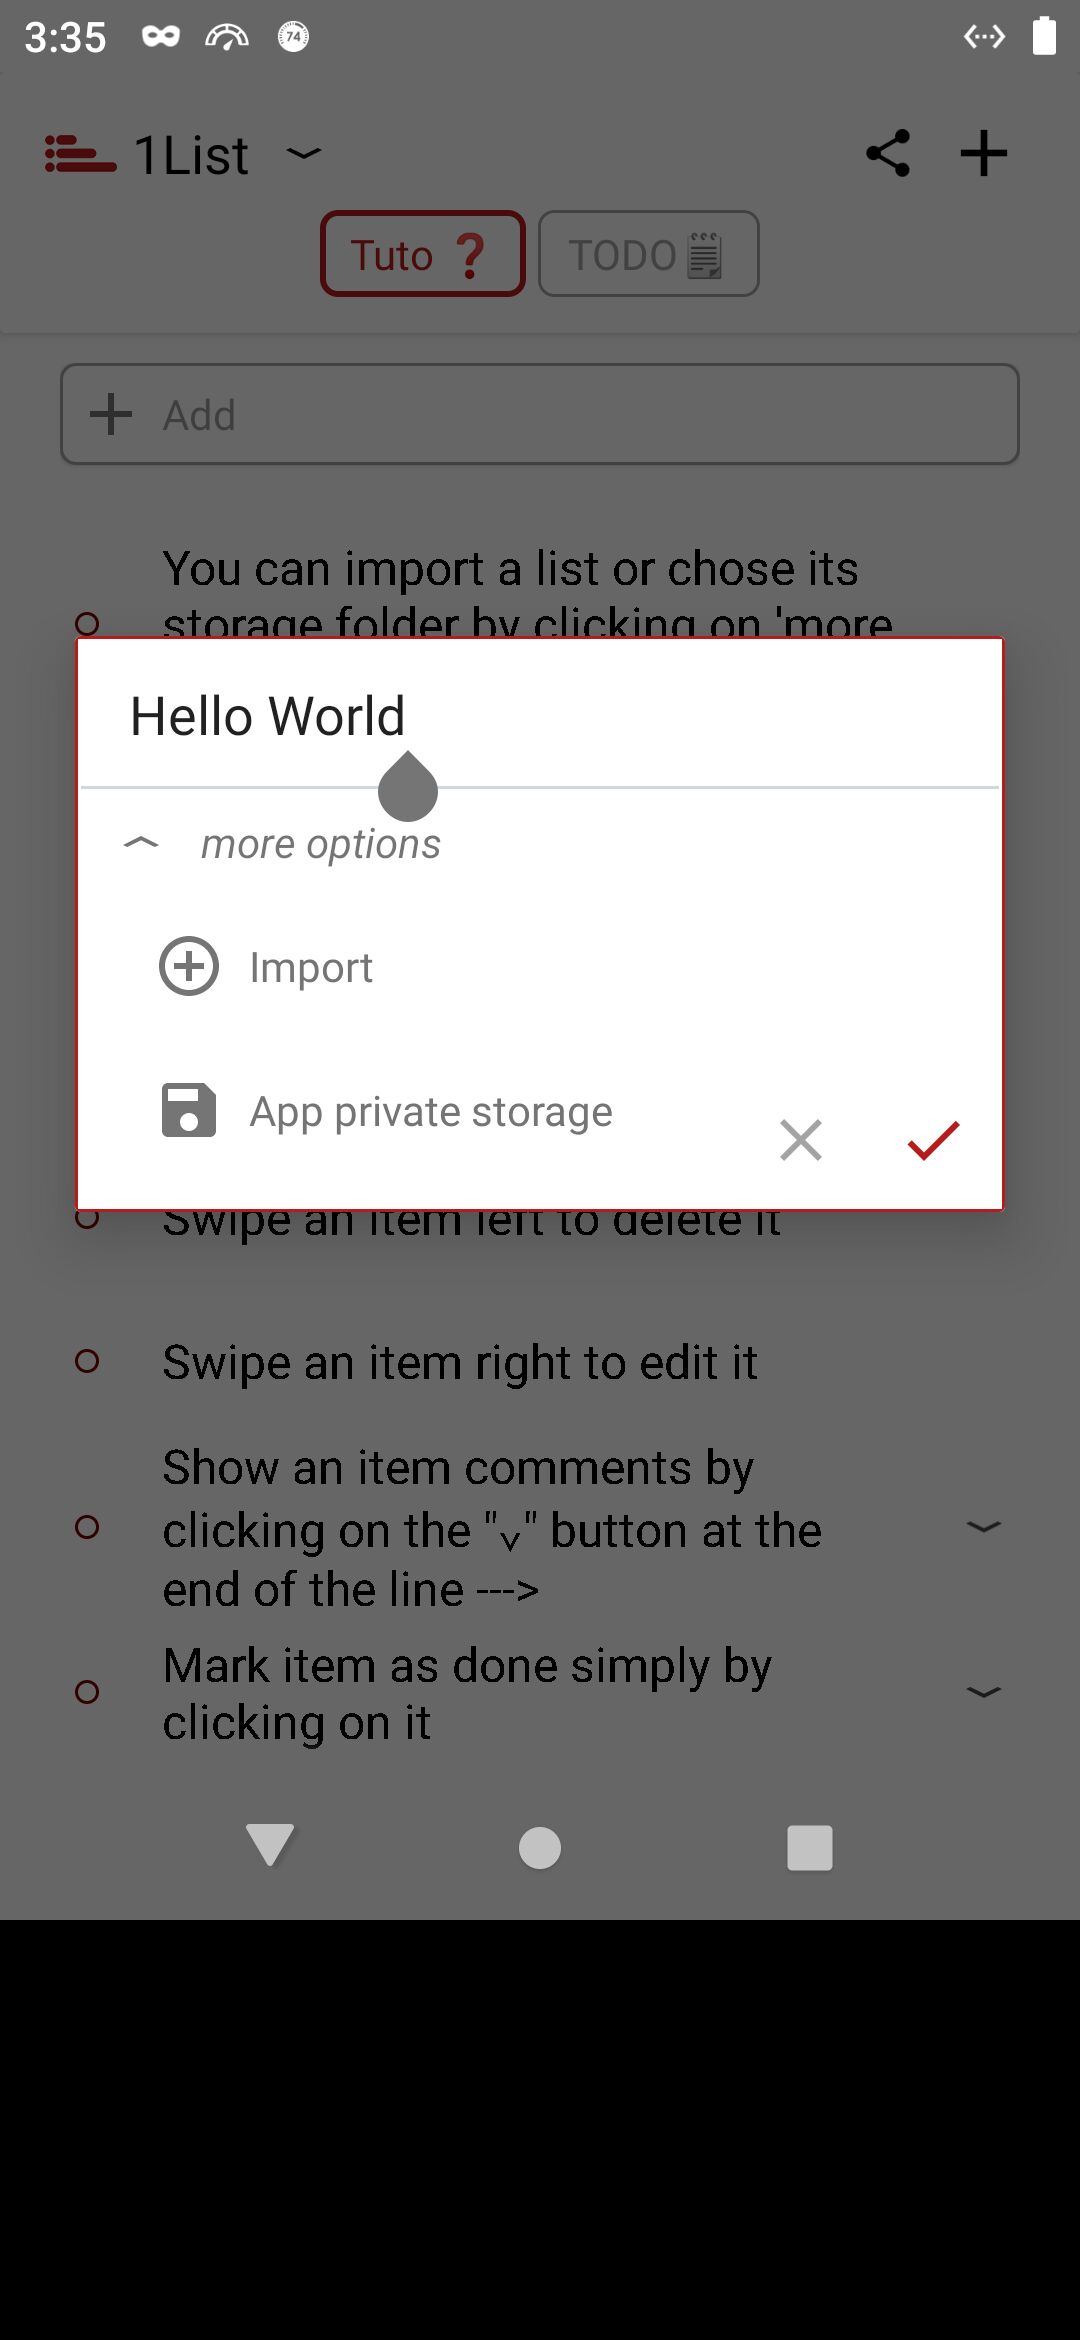 3:35
74
1List
Tuto ❓
TODO
Add
You can import a list or chose its
storage folder by clicking on 'more
Hello World
more options
Import
App private storage
Swipe an item left to delete it
Swipe an item right to edit it
Show an item comments by
clicking on the "˅" button at the
end of the line --->
Mark item as done simply by
clicking on it